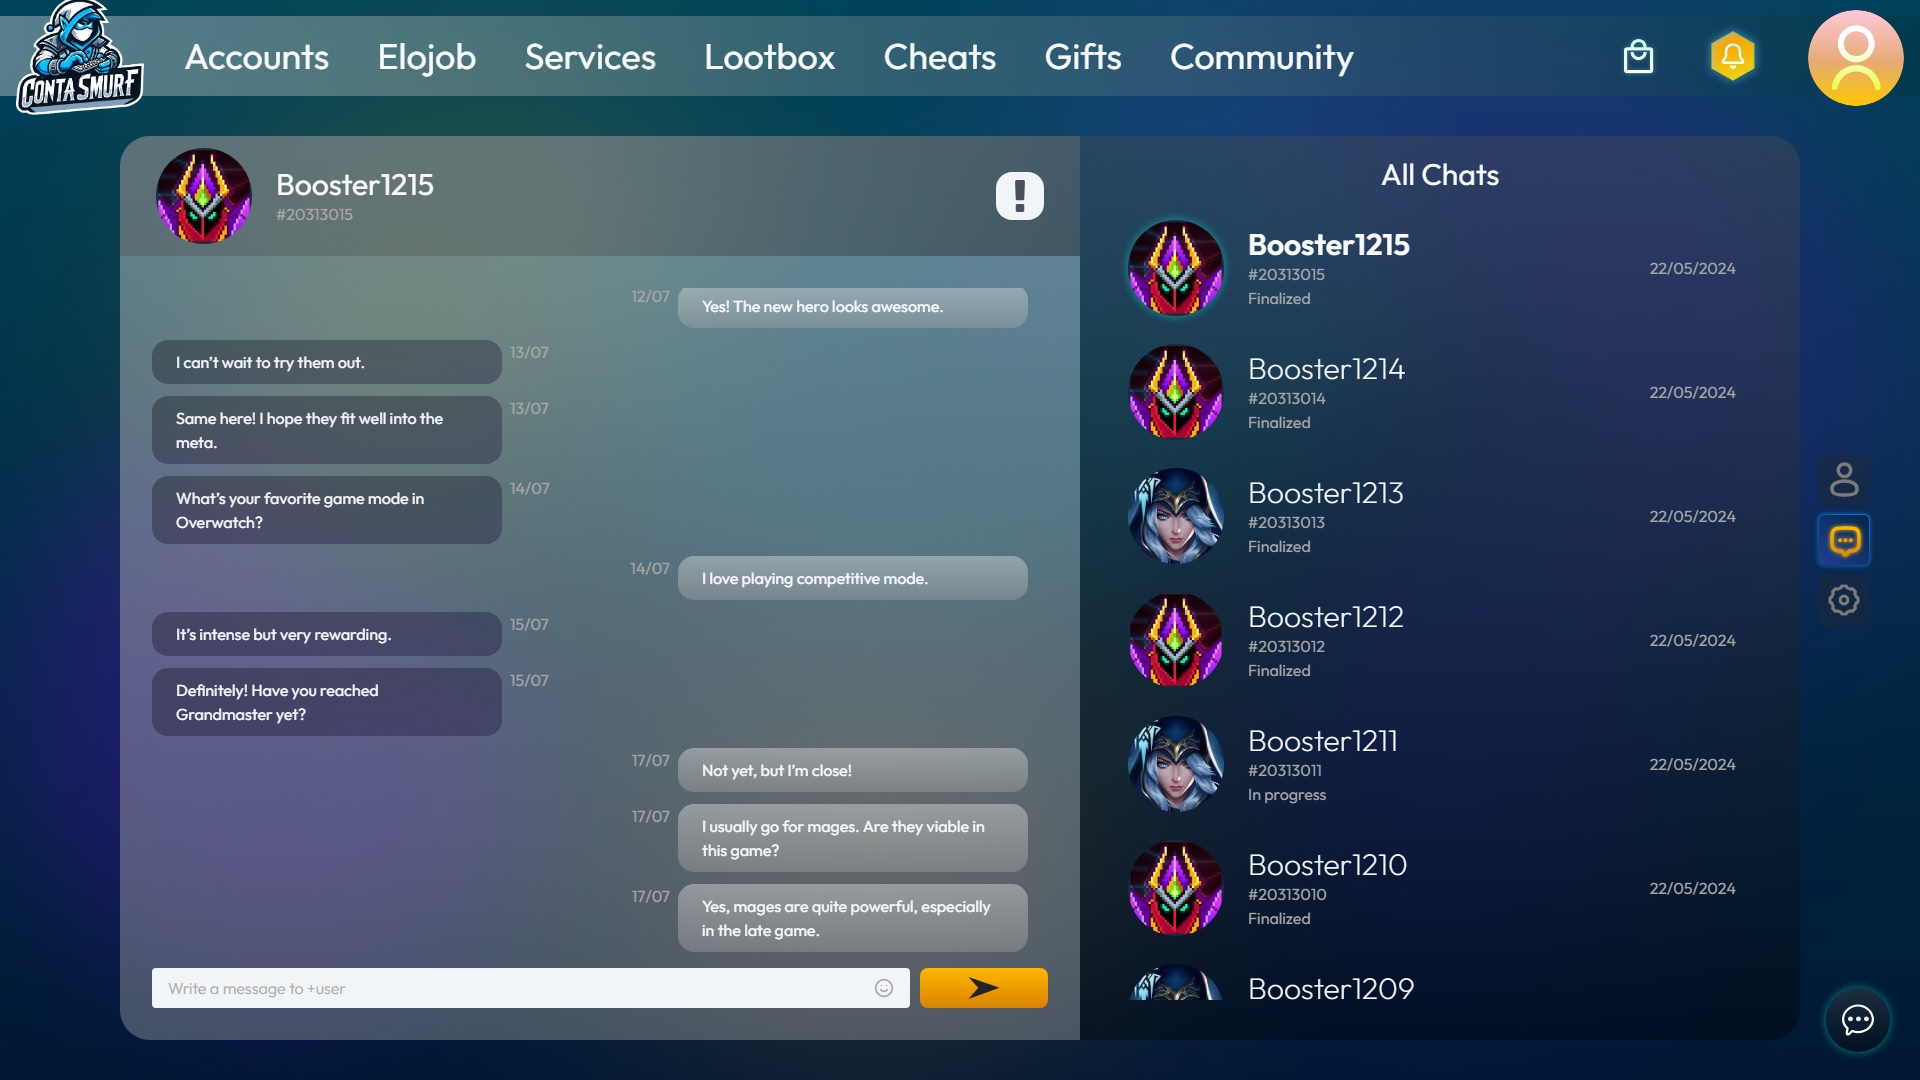 CONTA SMURF
Accounts
Elojob
Services
Lootbox
Cheats
Gifts
Community
Booster1215
#20313015
12/07
Yes! The new hero looks awesome.
I can't wait to try them out.
13/07
Same here! I hope they fit well into the
meta.
13/07
What's your favorite game mode in
Overwatch?
14/07
14/07
I love playing competitive mode.
It's intense but very rewarding.
15/07
Definitely! Have you reached
Grandmaster yet?
15/07
17/07
Not yet, but I'm close!
17/07
I usually go for mages. Are they viable in
this game?
17/07
Yes, mages are quite powerful, especially
in the late game.
Write a message to +user
All Chats
Booster1215
#20313015
Finalized
22/05/2024
Booster1214
#20313014
Finalized
22/05/2024
Booster1213
#20313013
Finalized
22/05/2024
Booster1212
#20313012
Finalized
22/05/2024
Booster1211
#20313011
In progress
22/05/2024
Booster1210
#20313010
Finalized
22/05/2024
Booster1209